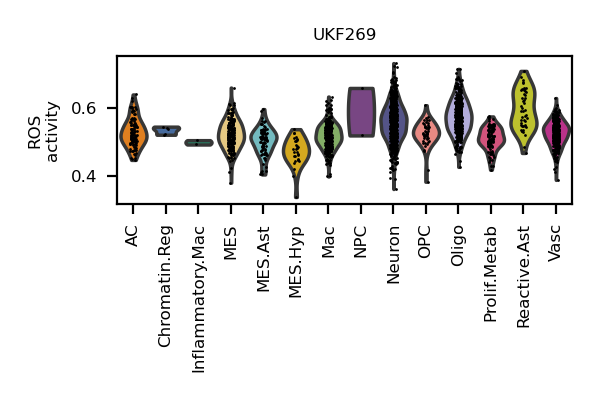 UKF269
ROS
activity
0.6
0.4
AC
Chromatin.Reg
Inflammatory.Mac
MES
MES.Ast
MES.Hyp
Mac
NPC
Neuron
OPC
Oligo
Prolif.Metab
Reactive.Ast
Vasc